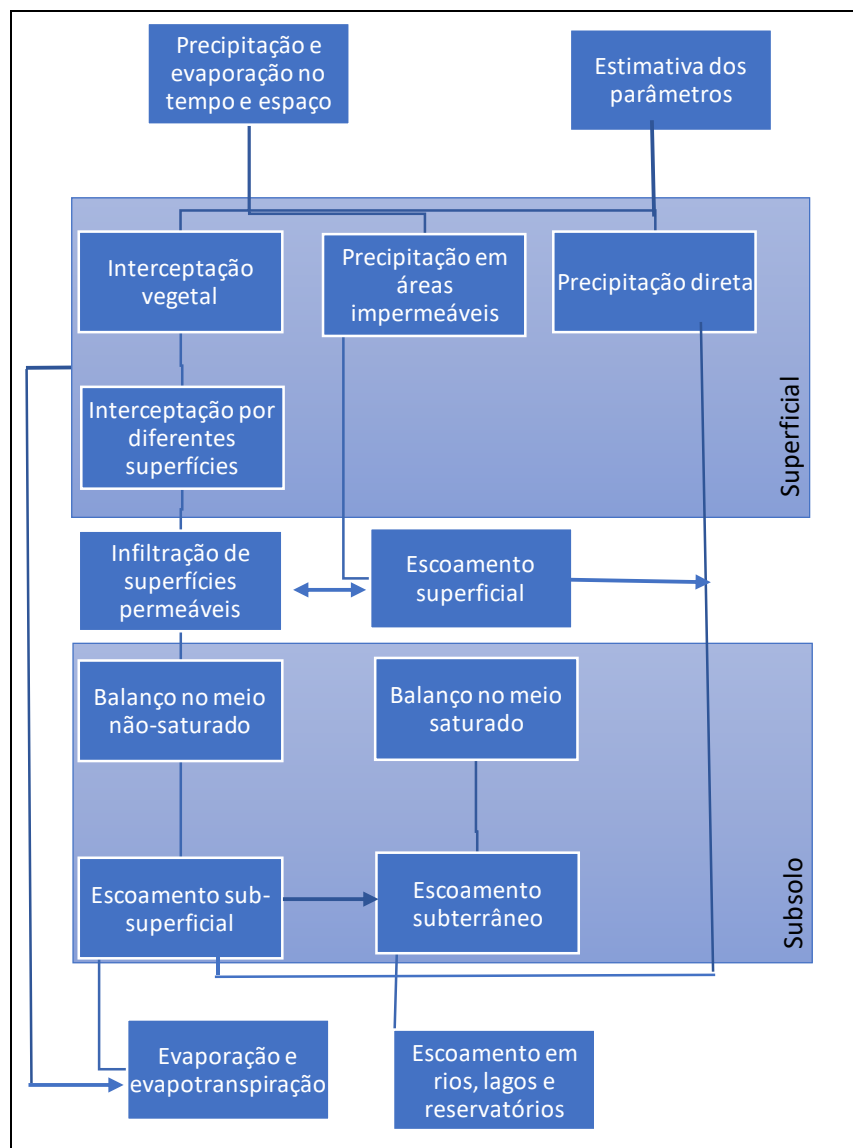 Precipitação e
evaporação no
tempo e espaço
Estimativa dos
parâmetros
Interceptação
vegetal
Precipitação em
áreas
impermeáveis
Precipitação direta
Interceptação por
diferentes
superfícies
Superficial
Infiltração de
superfícies
permeáveis
Escoamento
superficial
Balanço no meio
não-saturado
Balanço no meio
saturado
Escoamento sub-
superficial
Escoamento
subterrâneo
Subsolo
Evaporação e
evapotranspiração
Escoamento em
rios, lagos e
reservatórios